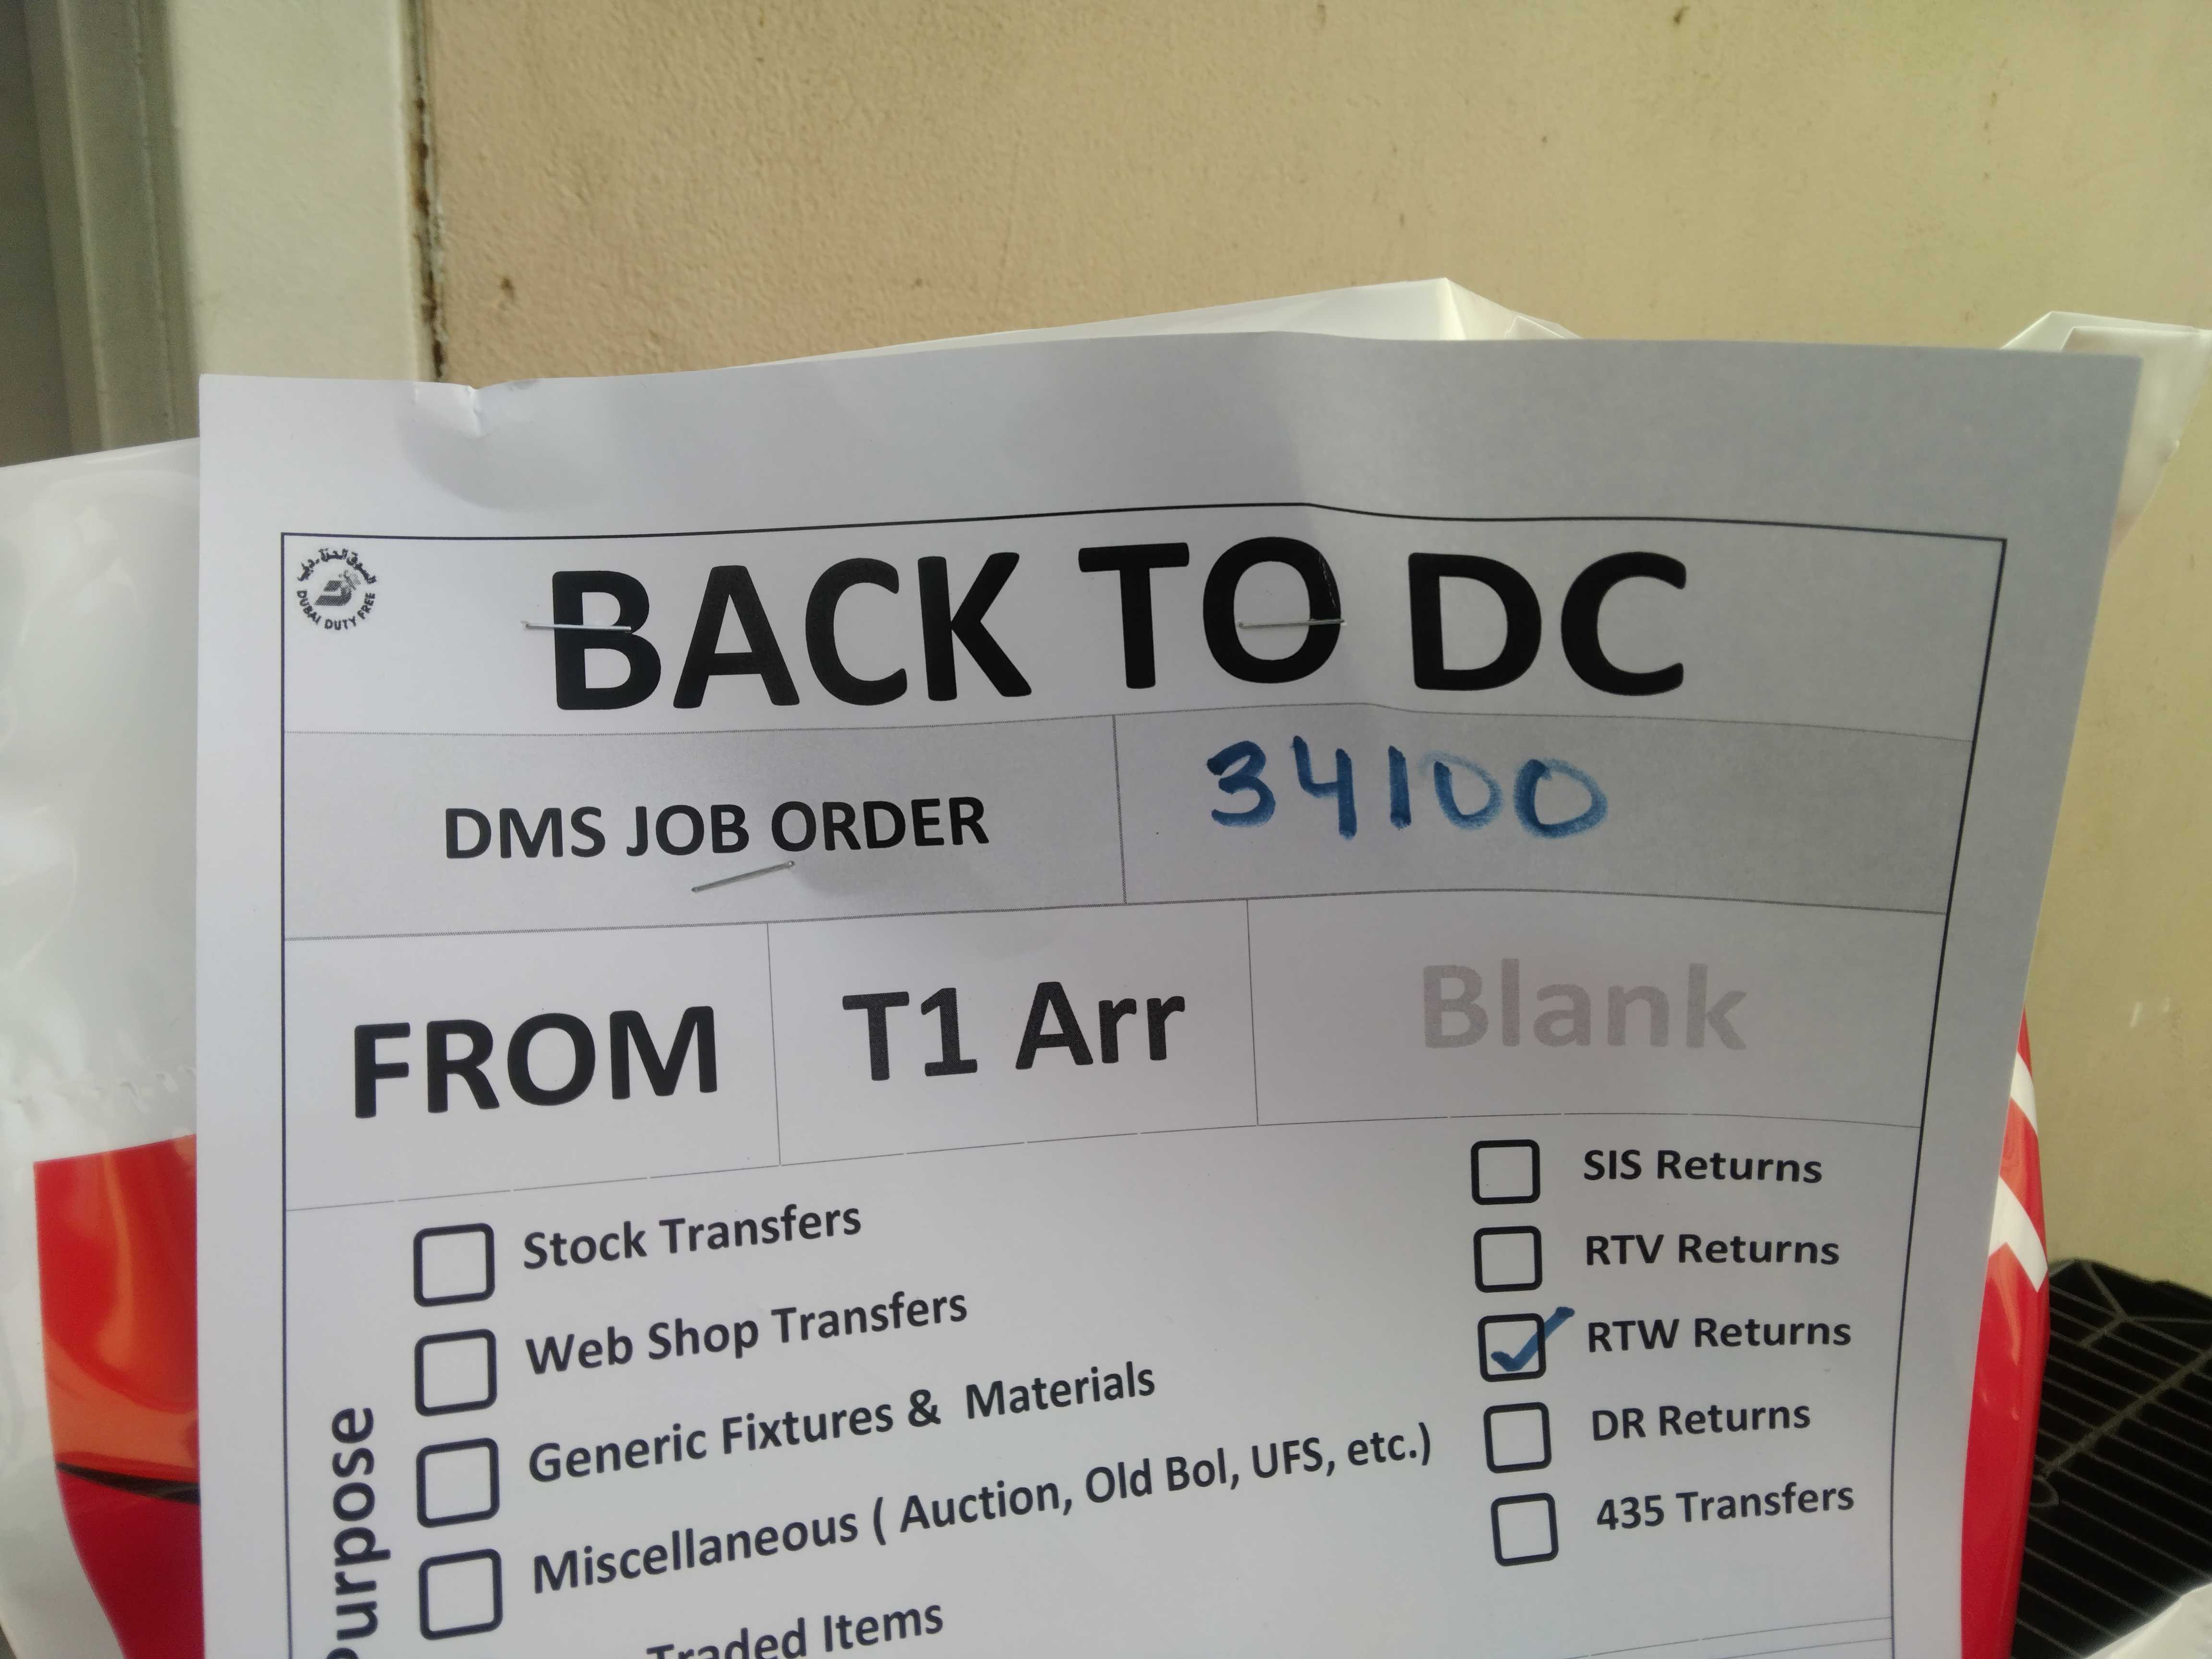 السوق الحرة - دبي
DUBAI DUTY FREE
BACK TO DC
DMS JOB ORDER 34100
FROM T1 Arr Blank
Purpose
Stock Transfers
Web Shop Transfers
Generic Fixtures & Materials
Miscellaneous ( Auction, Old Bol, UFS, etc.)
Traded Items
SIS Returns
RTV Returns
RTW Returns
DR Returns
435 Transfers